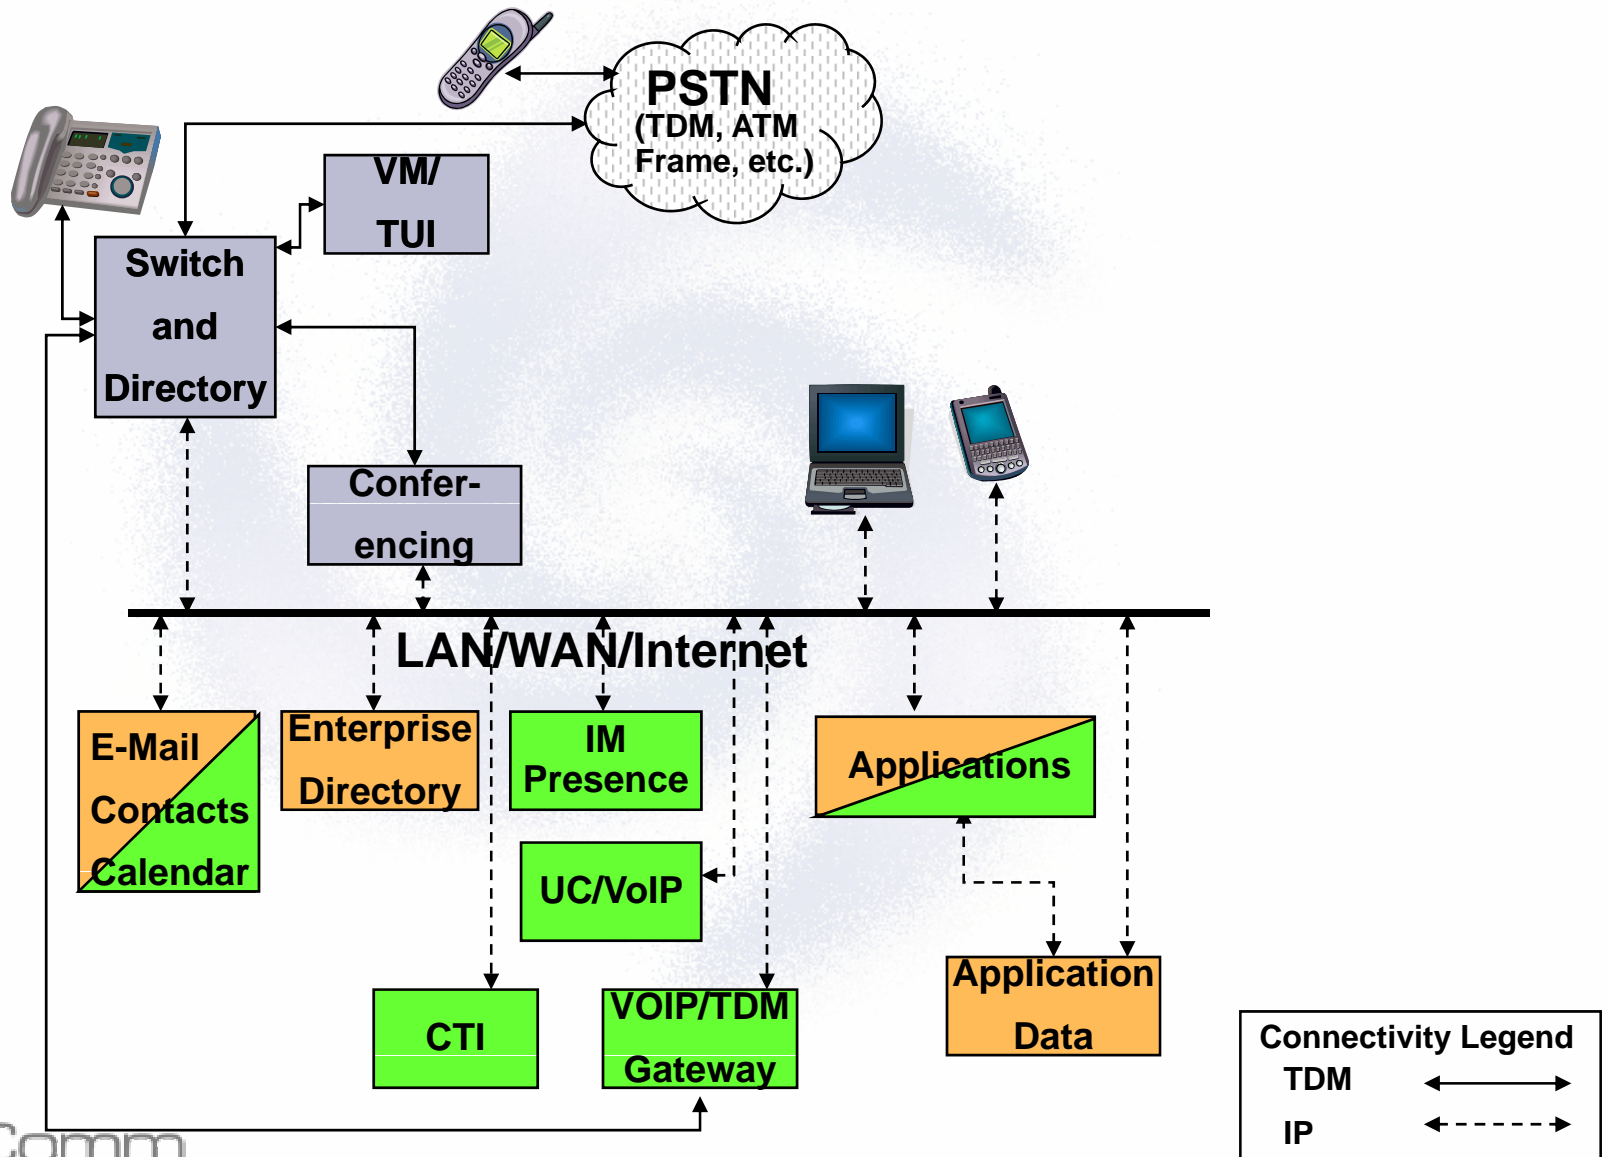 PSTN
(TDM, ATM
Frame, etc.)
VM/
TUI
Switch
and
Directory
Confer-
encing
LAN/WAN/Internet
E-Mail
Contacts
Calendar
Enterprise
Directory
IM
Presence
Applications
UC/VoIP
CTI
VOIP/TDM
Gateway
Application
Data
Connectivity Legend
TDM
IP
Comm